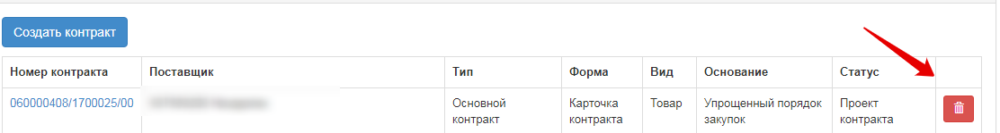 Создать контракт
Номер контракта Поставщик Тип Форма Вид Основание Статус
060000408/1700025/00 Основной Карточка Товар Упрощенный порядок Проект
контракт контракта закупок контракта